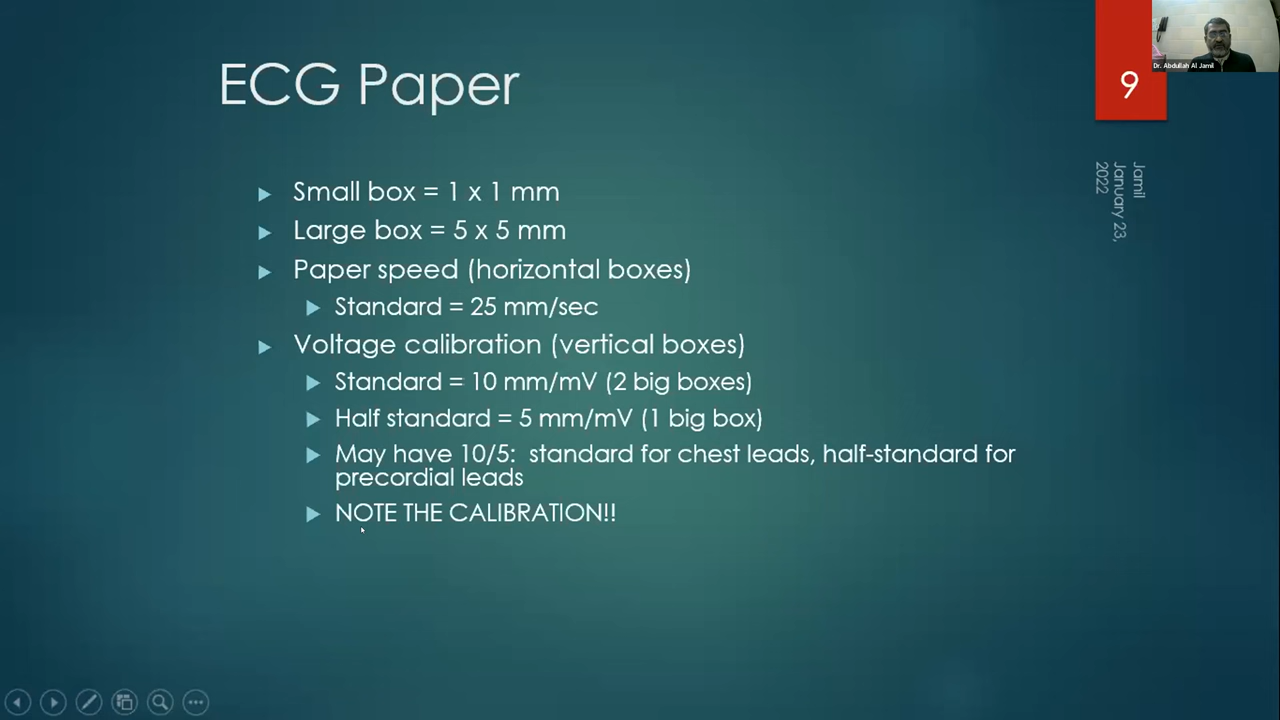 ECG Paper
9
Dr. Abdullah Al Jamil
Jamil
January 23,
2022
Small box = 1 x 1 mm
Large box = 5 x 5 mm
Paper speed (horizontal boxes)
Standard = 25 mm/sec
Voltage calibration (vertical boxes)
Standard = 10 mm/mV (2 big boxes)
Half standard = 5 mm/mV (1 big box)
May have 10/5: standard for chest leads, half-standard for
precordial leads
NOTE THE CALIBRATION!!